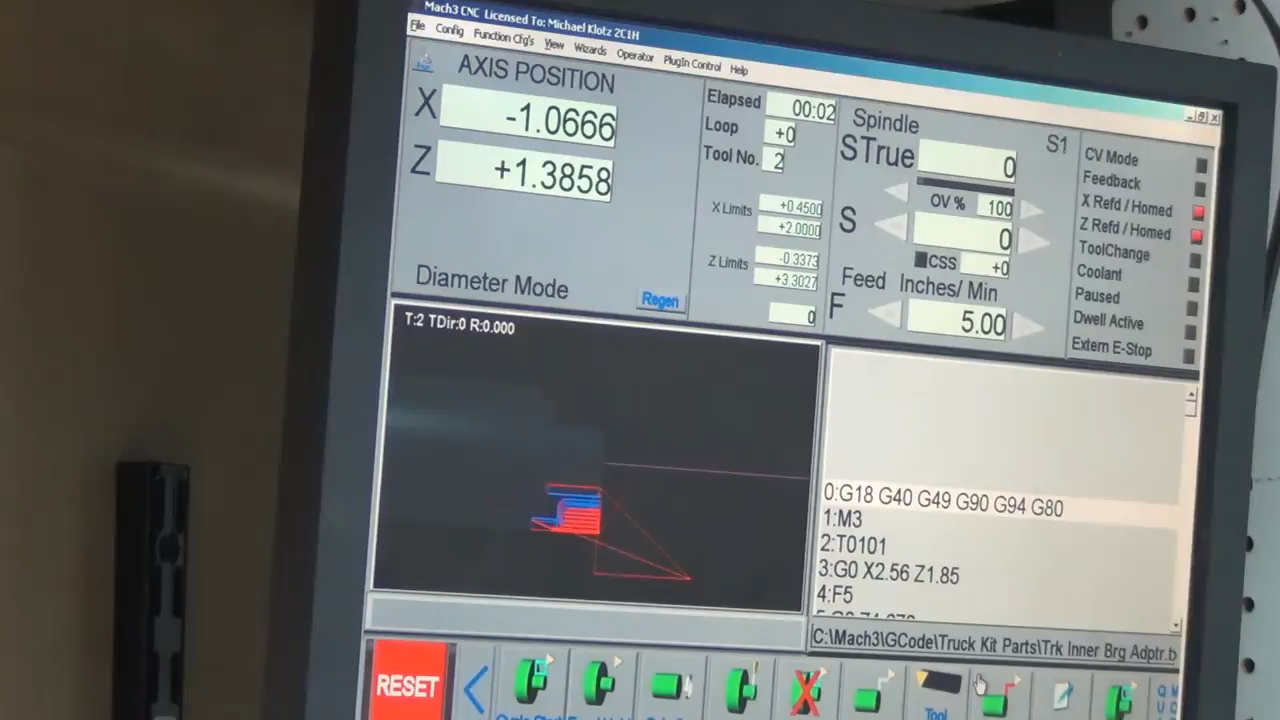 Mach3 CNC Licensed To: Michael Klotz 2C1H
File Config Function Cfg's View Wizards Operator PlugIn Control Help
AXIS POSITION
X -1.0666
Z +1.3858
Diameter Mode
Regen
Elapsed 00:02
Loop +0
Tool No. 2
X Limits +0.4500
+2.0000
Z Limits -0.3373
+3.3027
0
Spindle
STrue 0
S1
OV % 100
S 0
CSS +0
Feed Inches/ Min
F 5.00
CV Mode
Feedback
X Refd / Homed
Z Refd / Homed
ToolChange
Coolant
Paused
Dwell Active
Extern E-Stop
T:2 TDir:0 R:0.000
0:G18 G40 G49 G90 G94 G80
1:M3
2:T0101
3:G0 X2.56 Z1.85
4:F5
C:\Mach3\GCode\Truck Kit Parts\Trk Inner Brg Adptr.b
RESET
Tool